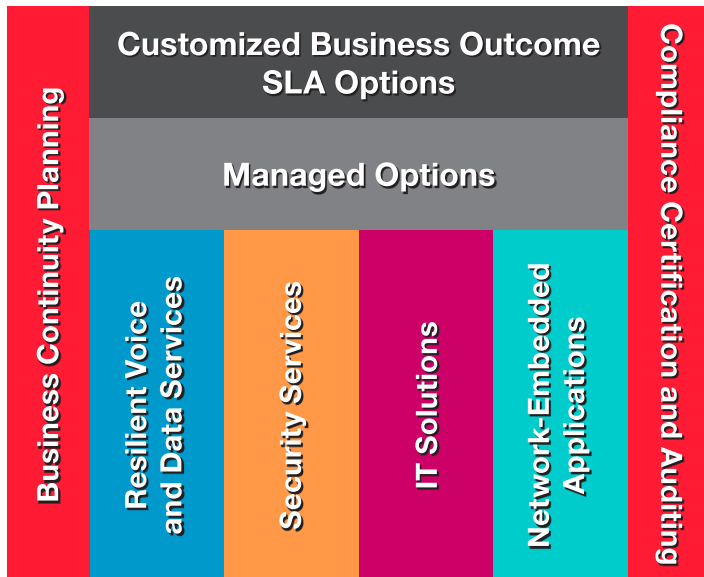 Business Continuity Planning
Customized Business Outcome
SLA Options
Managed Options
Resilient Voice
and Data Services
Security Services
IT Solutions
Network-Embedded
Applications
Compliance Certification and Auditing